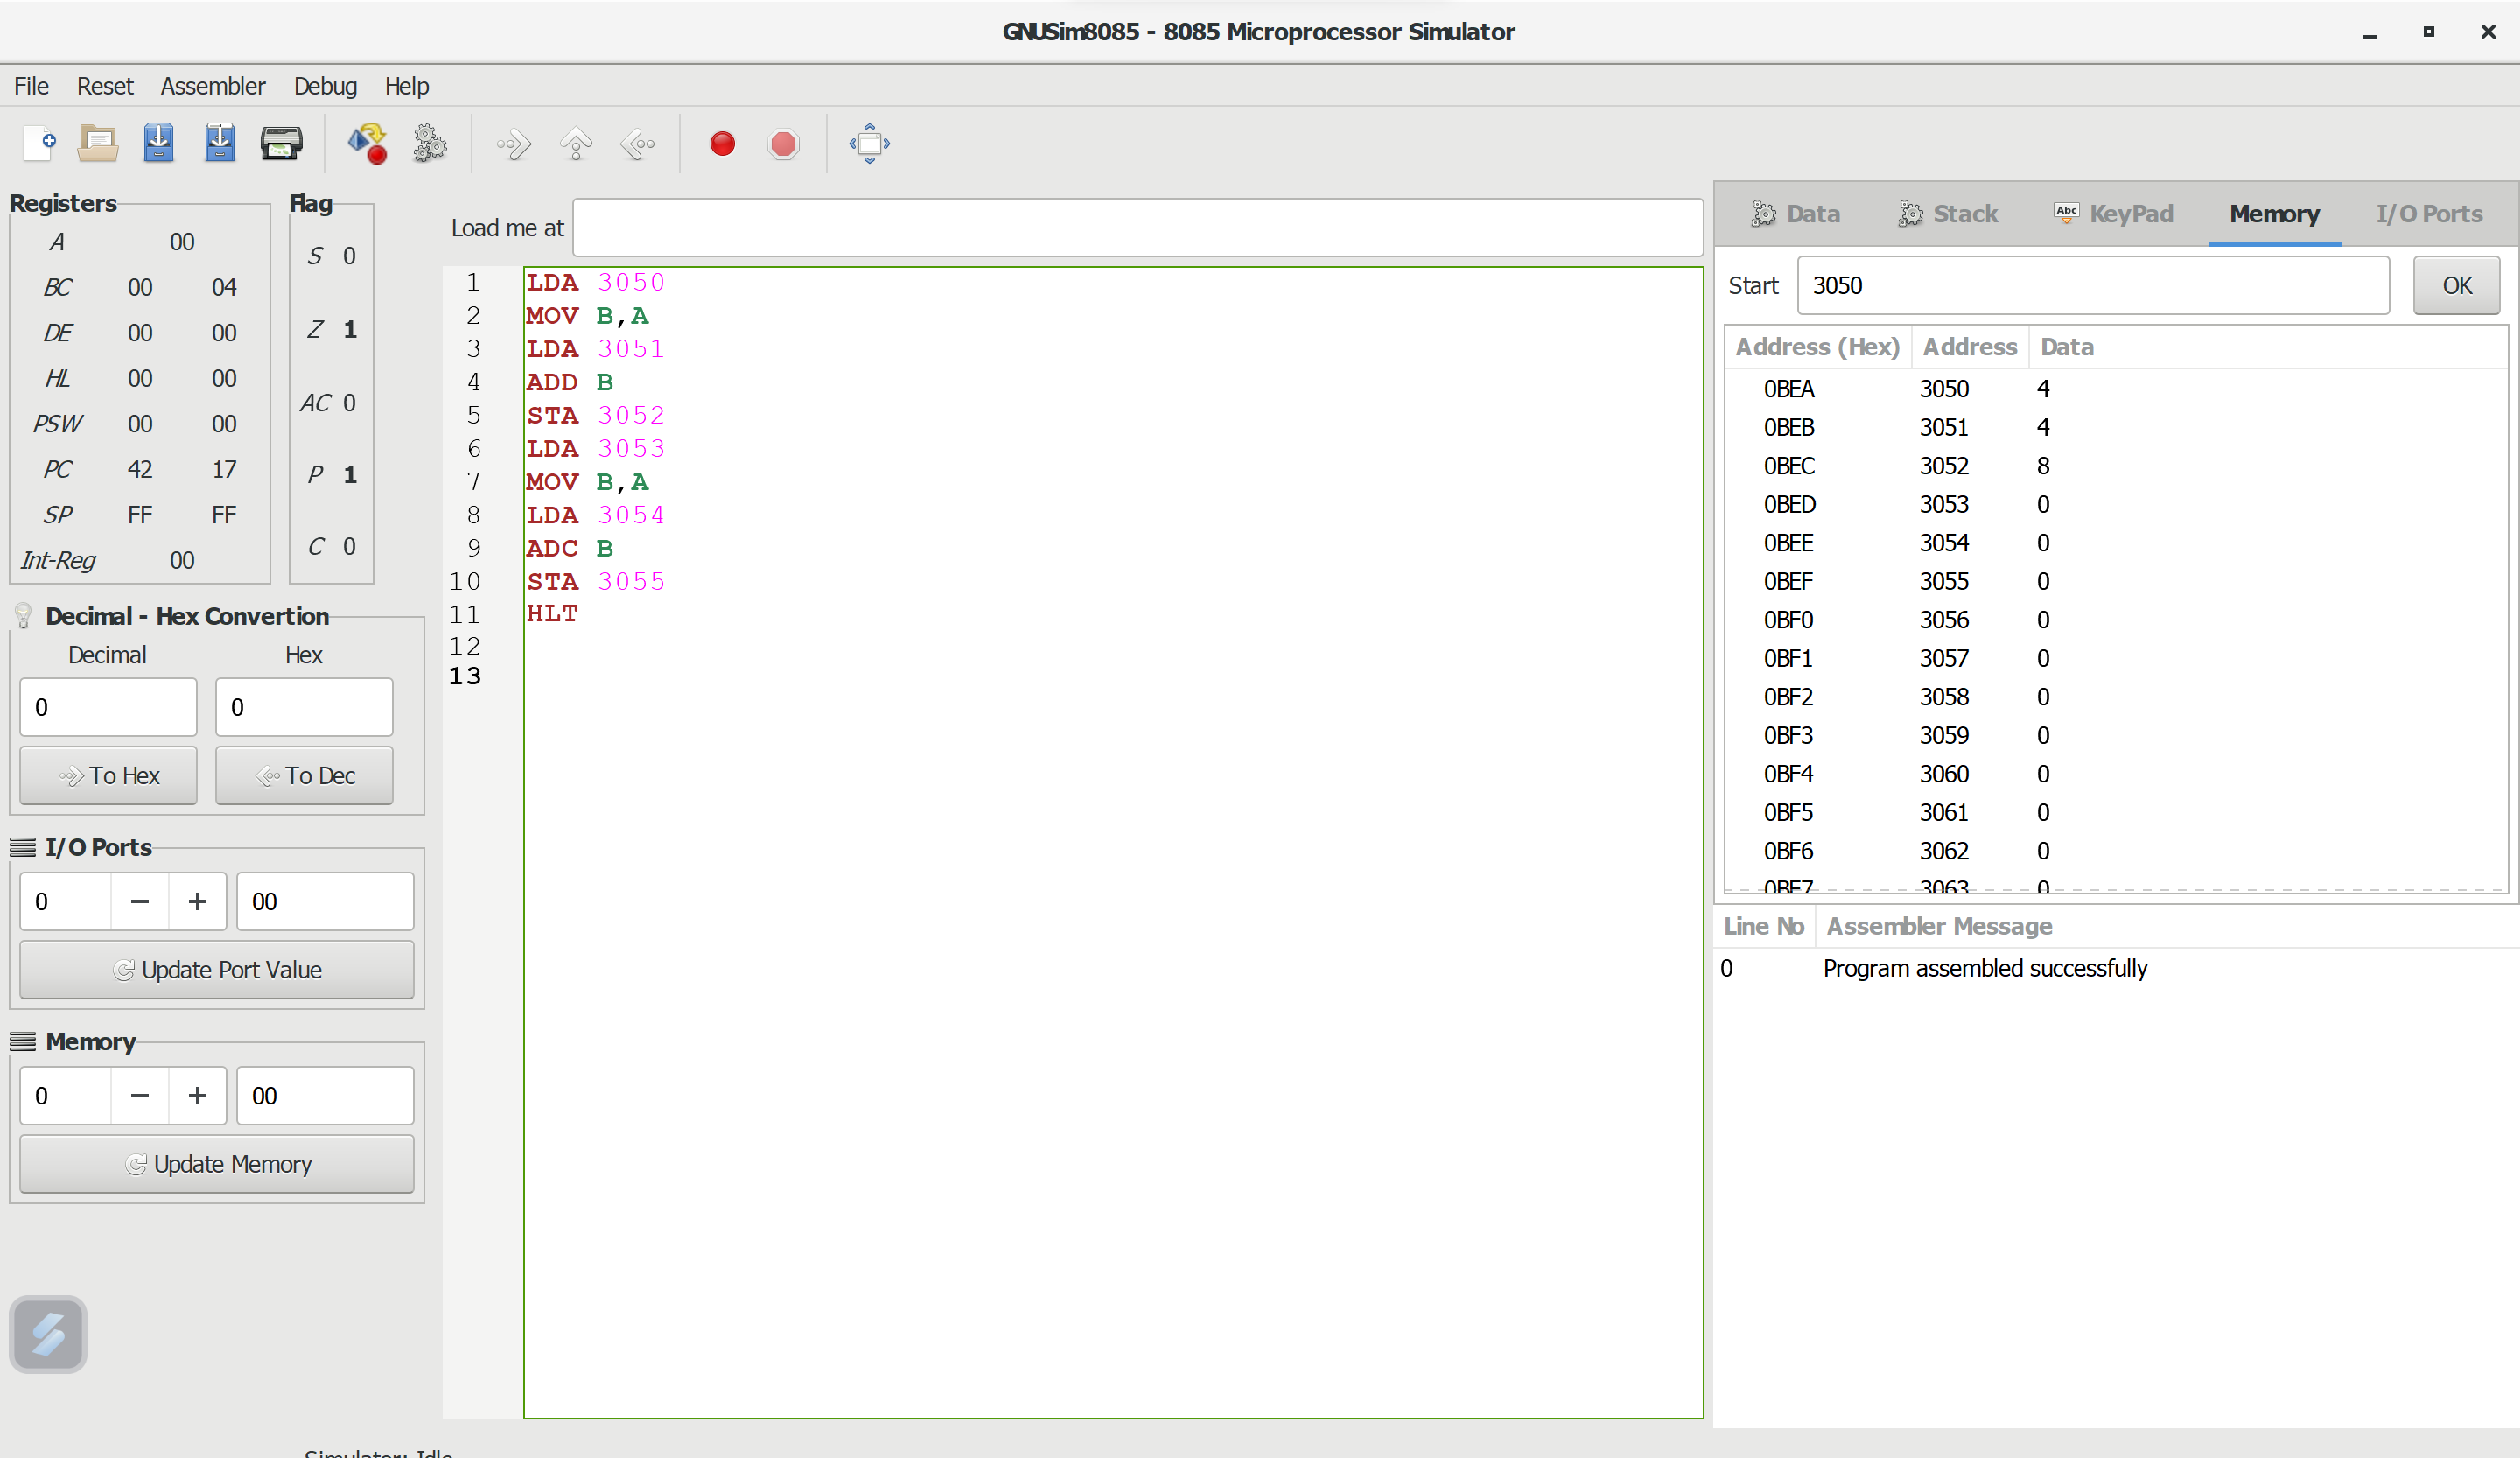 GNUSim8085 - 8085 Microprocessor Simulator
File Reset Assembler Debug Help
Registers
A 00
BC 00 04
DE 00 00
HL 00 00
PSW 00 00
PC 42 17
SP FF FF
Int-Reg 00
Flag
S 0
Z 1
AC 0
P 1
C 0
Decimal - Hex Convertion
Decimal Hex
0 0
To Hex To Dec
I/O Ports
0 − + 00
Update Port Value
Memory
0 − + 00
Update Memory
Load me at
1 LDA 3050
2 MOV B,A
3 LDA 3051
4 ADD B
5 STA 3052
6 LDA 3053
7 MOV B,A
8 LDA 3054
9 ADC B
10 STA 3055
11 HLT
12
13
Data Stack Abc KeyPad Memory I/O Ports
Start 3050 OK
Address (Hex) Address Data
0BEA 3050 4
0BEB 3051 4
0BEC 3052 8
0BED 3053 0
0BEE 3054 0
0BEF 3055 0
0BF0 3056 0
0BF1 3057 0
0BF2 3058 0
0BF3 3059 0
0BF4 3060 0
0BF5 3061 0
0BF6 3062 0
0BF7 3063 0
Line No Assembler Message
0 Program assembled successfully
Simulator: Idle